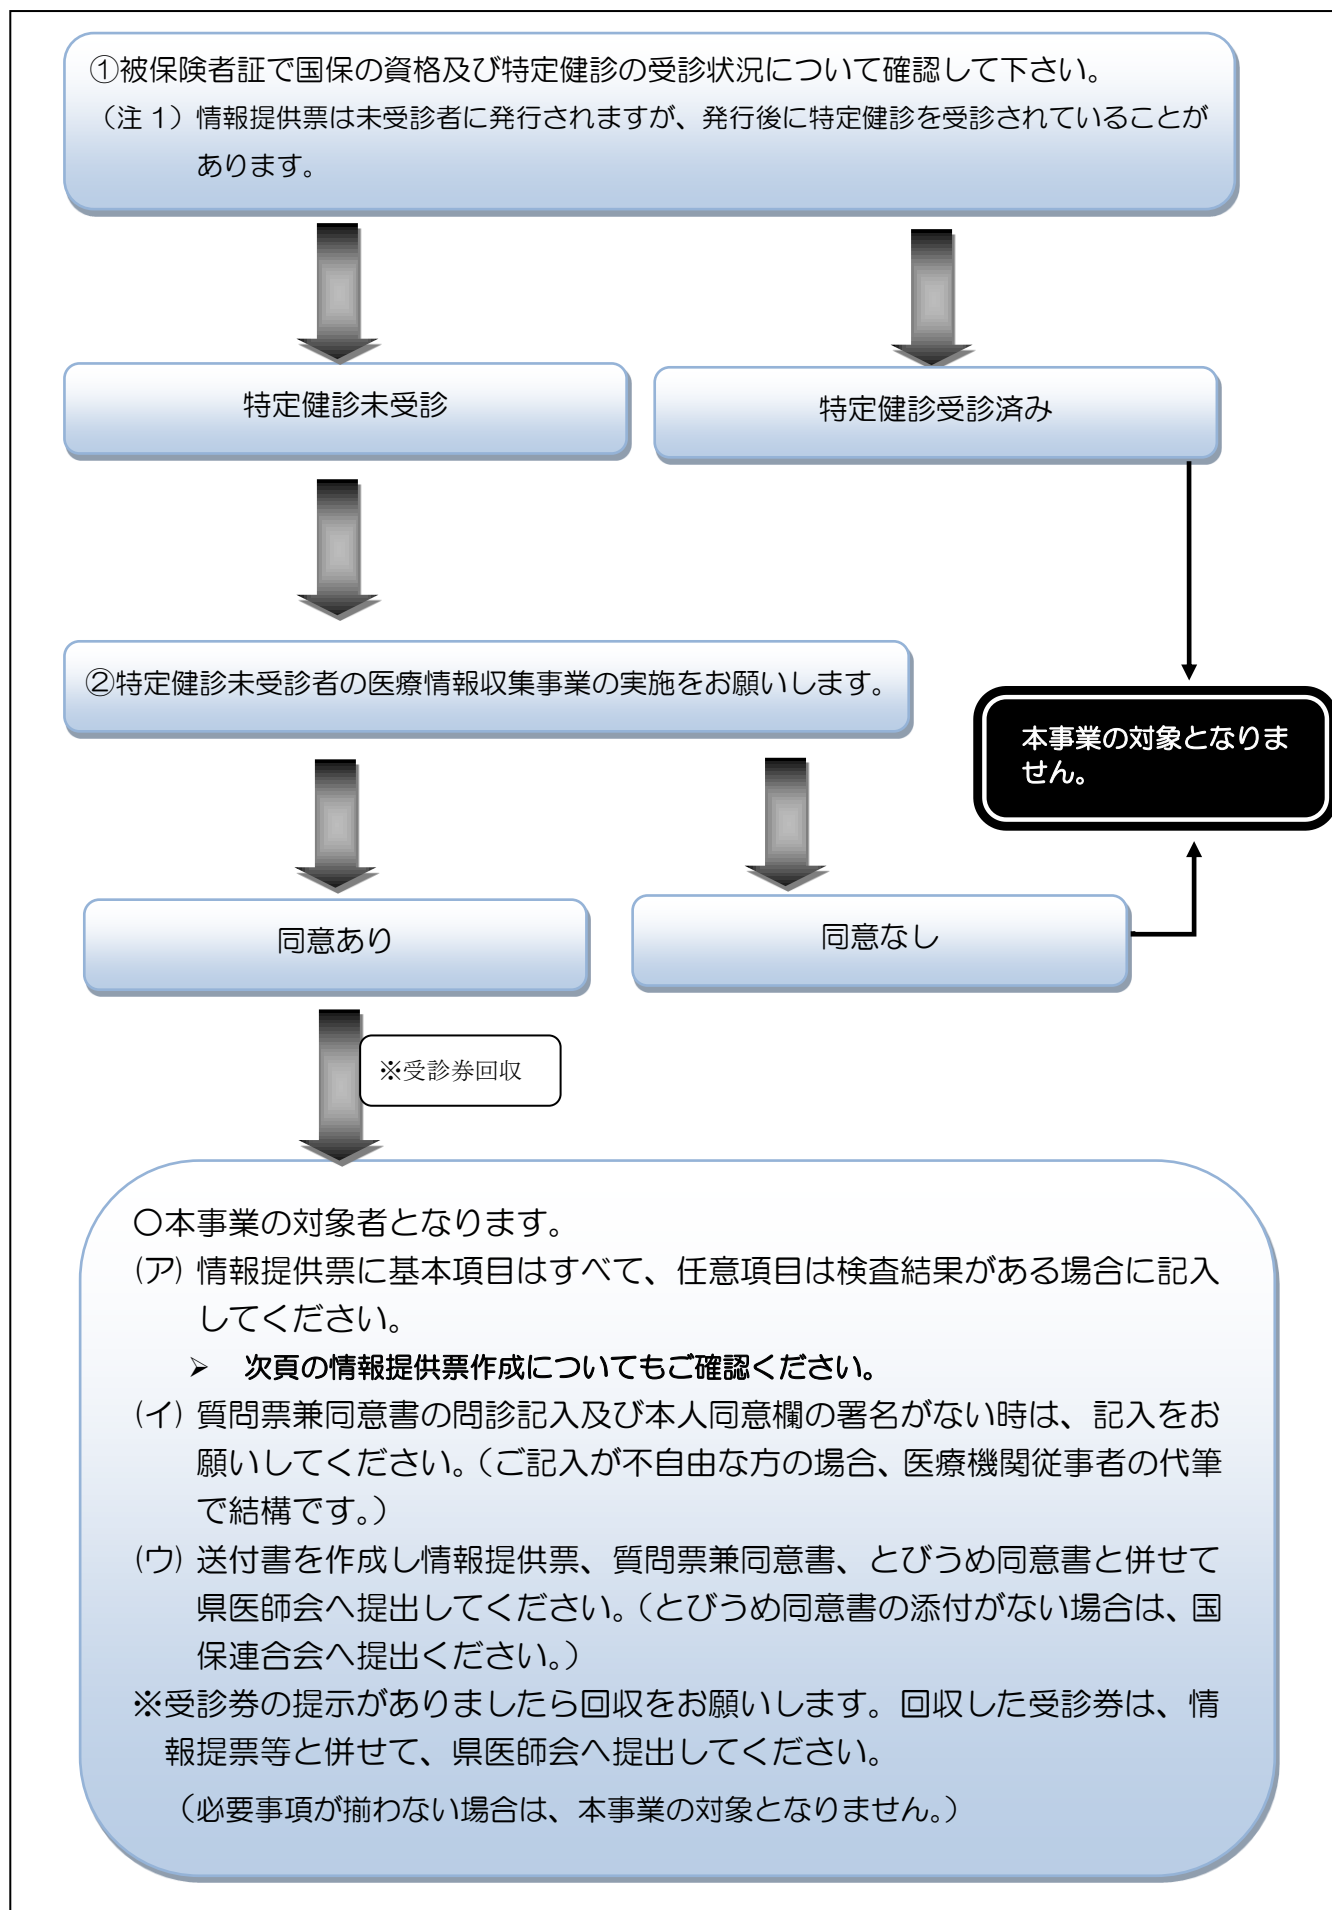 ①被保険者証で国保の資格及び特定健診の受診状況について確認して下さい。
（注 1）情報提供票は未受診者に発行されますが、発行後に特定健診を受診されていることが
あります。
特定健診未受診
特定健診受診済み
②特定健診未受診者の医療情報収集事業の実施をお願いします。
本事業の対象となりま
せん。
同意あり
同意なし
※受診券回収
〇本事業の対象者となります。
(ア) 情報提供票に基本項目はすべて、任意項目は検査結果がある場合に記入
してください。
➢ 次頁の情報提供票作成についてもご確認ください。
(イ) 質問票兼同意書の問診記入及び本人同意欄の署名がない時は、記入をお
願いしてください。（ご記入が不自由な方の場合、医療機関従事者の代筆
で結構です。）
(ウ) 送付書を作成し情報提供票、質問票兼同意書、とびうめ同意書と併せて
県医師会へ提出してください。（とびうめ同意書の添付がない場合は、国
保連合会へ提出ください。）
※受診券の提示がありましたら回収をお願いします。回収した受診券は、情
報提票等と併せて、県医師会へ提出してください。
（必要事項が揃わない場合は、本事業の対象となりません。）